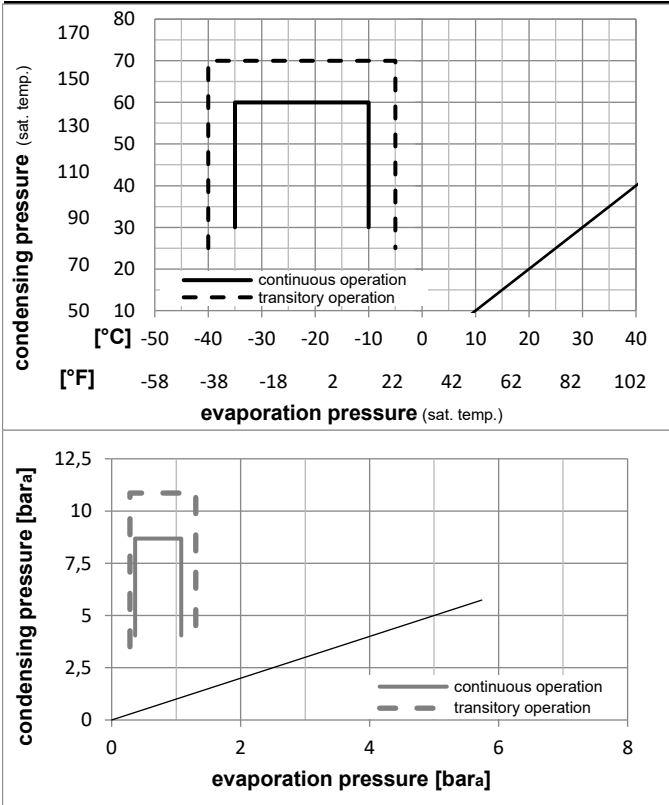 condensing pressure (sat. temp.)
170 80
150 70
60
130
50
110
40
90
30
70
20
50 10
continuous operation
transitory operation
[°C] -50 -40 -30 -20 -10 0 10 20 30 40
[°F] -58 -38 -18 2 22 42 62 82 102
evaporation pressure (sat. temp.)
condensing pressure [bara]
12,5
10
7,5
5
2,5
0
continuous operation
transitory operation
0 2 4 6 8
evaporation pressure [bara]